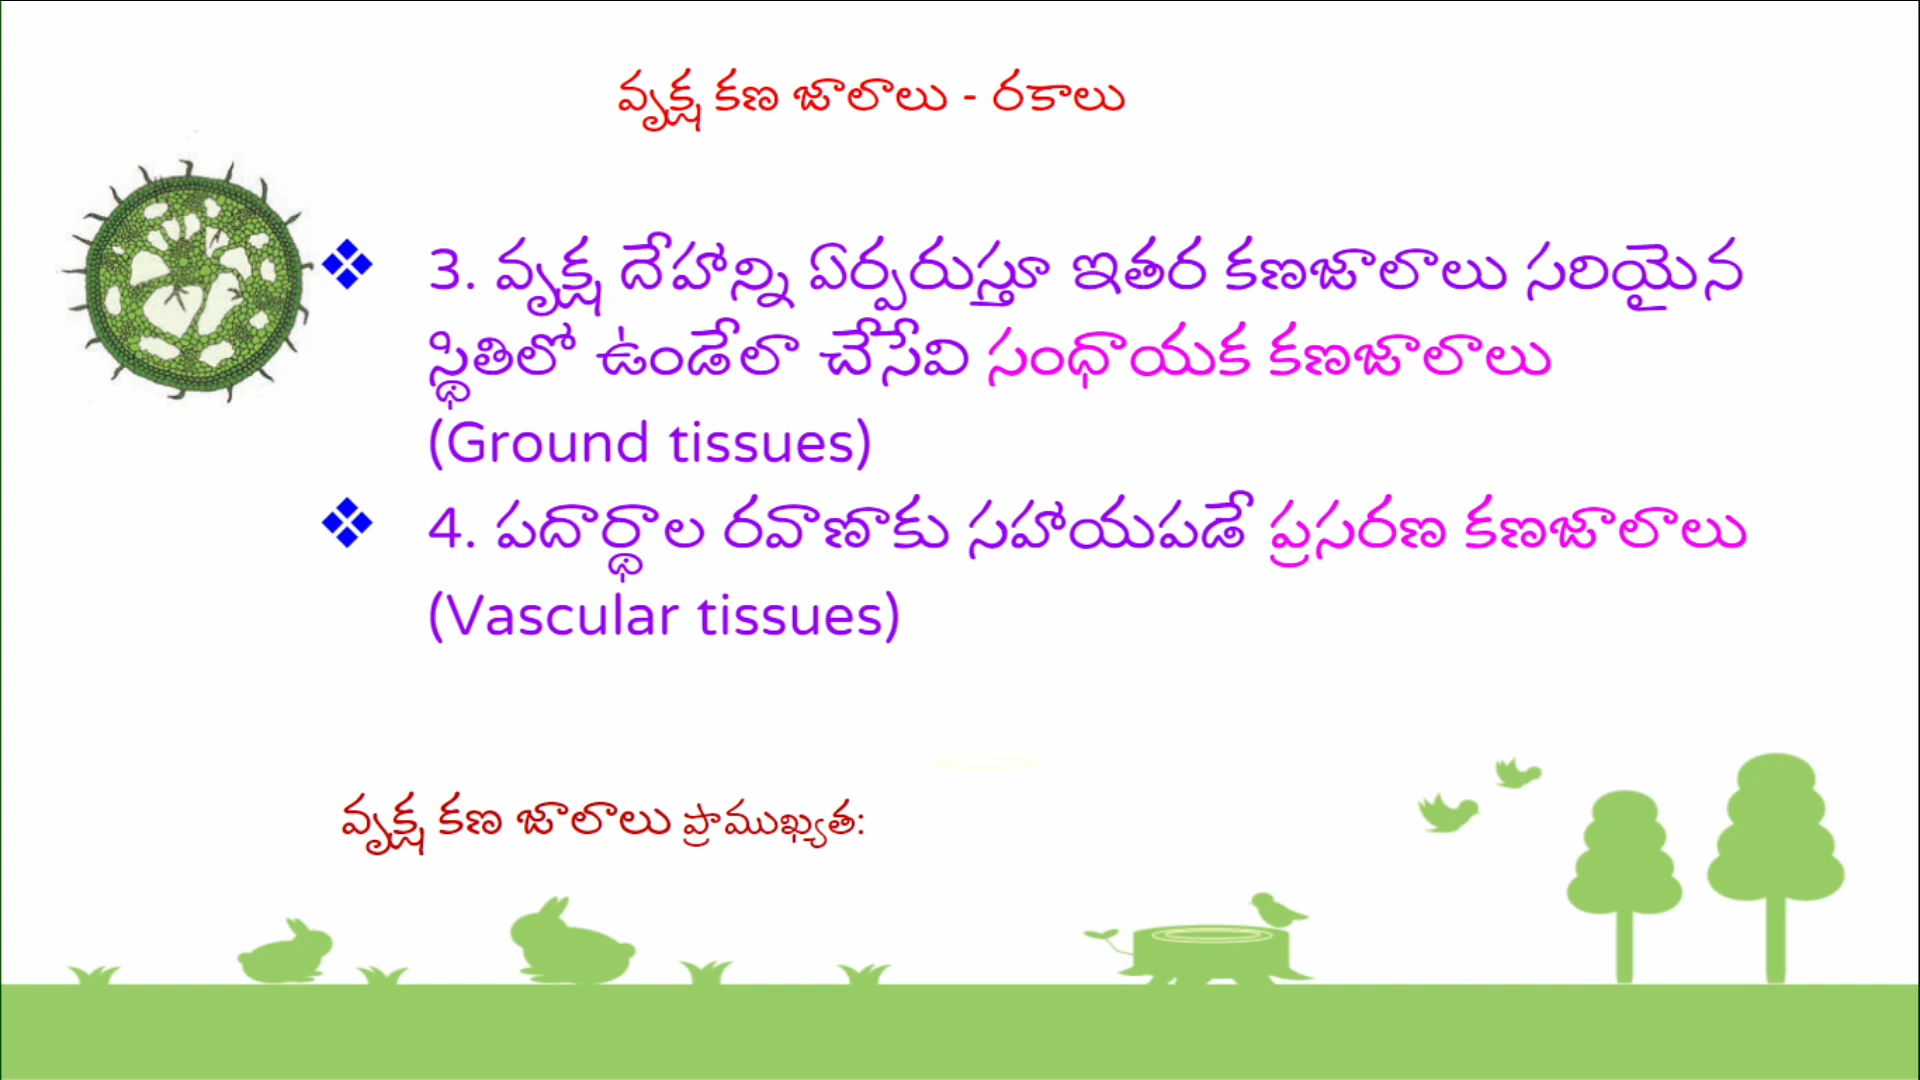 వృక్ష కణ జాలాలు - రకాలు
3. వృక్ష దేహాన్ని ఏర్పరుస్తూ ఇతర కణజాలాలు సరియైన
స్థితిలో ఉండేలా చేసేవి సంధాయక కణజాలాలు
(Ground tissues)
4. పదార్థాల రవాణాకు సహాయపడే ప్రసరణ కణజాలాలు
(Vascular tissues)
వృక్ష కణ జాలాలు ప్రాముఖ్యత: